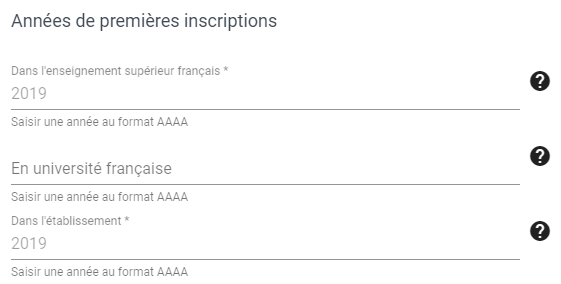 Années de premières inscriptions
Dans l'enseignement supérieur français *
2019
Saisir une année au format AAAA
En université française
Saisir une année au format AAAA
Dans l'établissement *
2019
Saisir une année au format AAAA